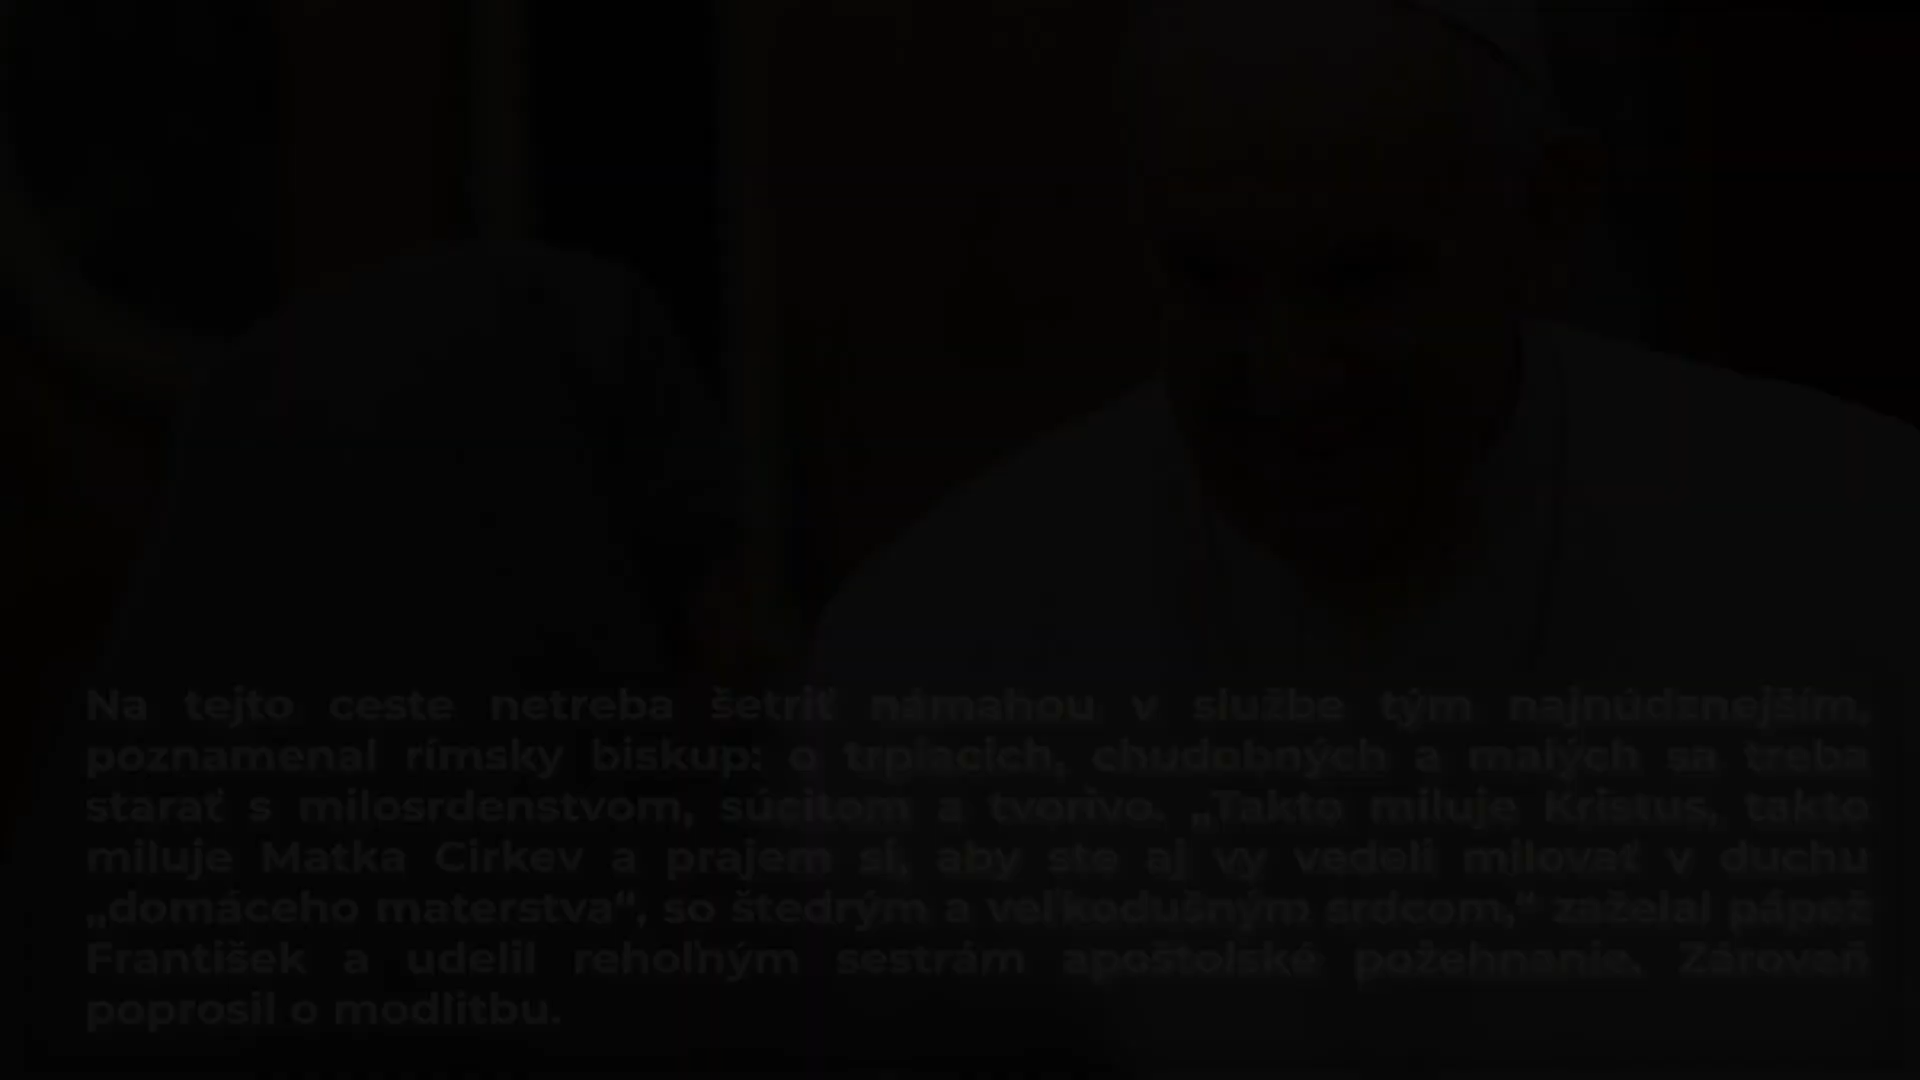 Na tejto ceste netreba šetriť námahou v službe tým najnúdznejším,
poznamenal rímsky biskup: o trpiacich, chudobných a malých sa treba
starať s milosrdenstvom, súcitom a tvorivo. „Takto miluje Kristus, takto
miluje Matka Cirkev a prajem si, aby ste aj vy vedeli milovať v duchu
„domáceho materstva“, so štedrým a veľkodušným srdcom,“ zaželal pápež
František a udelil rehoľným sestrám apoštolské požehnanie. Zároveň
poprosil o modlitbu.